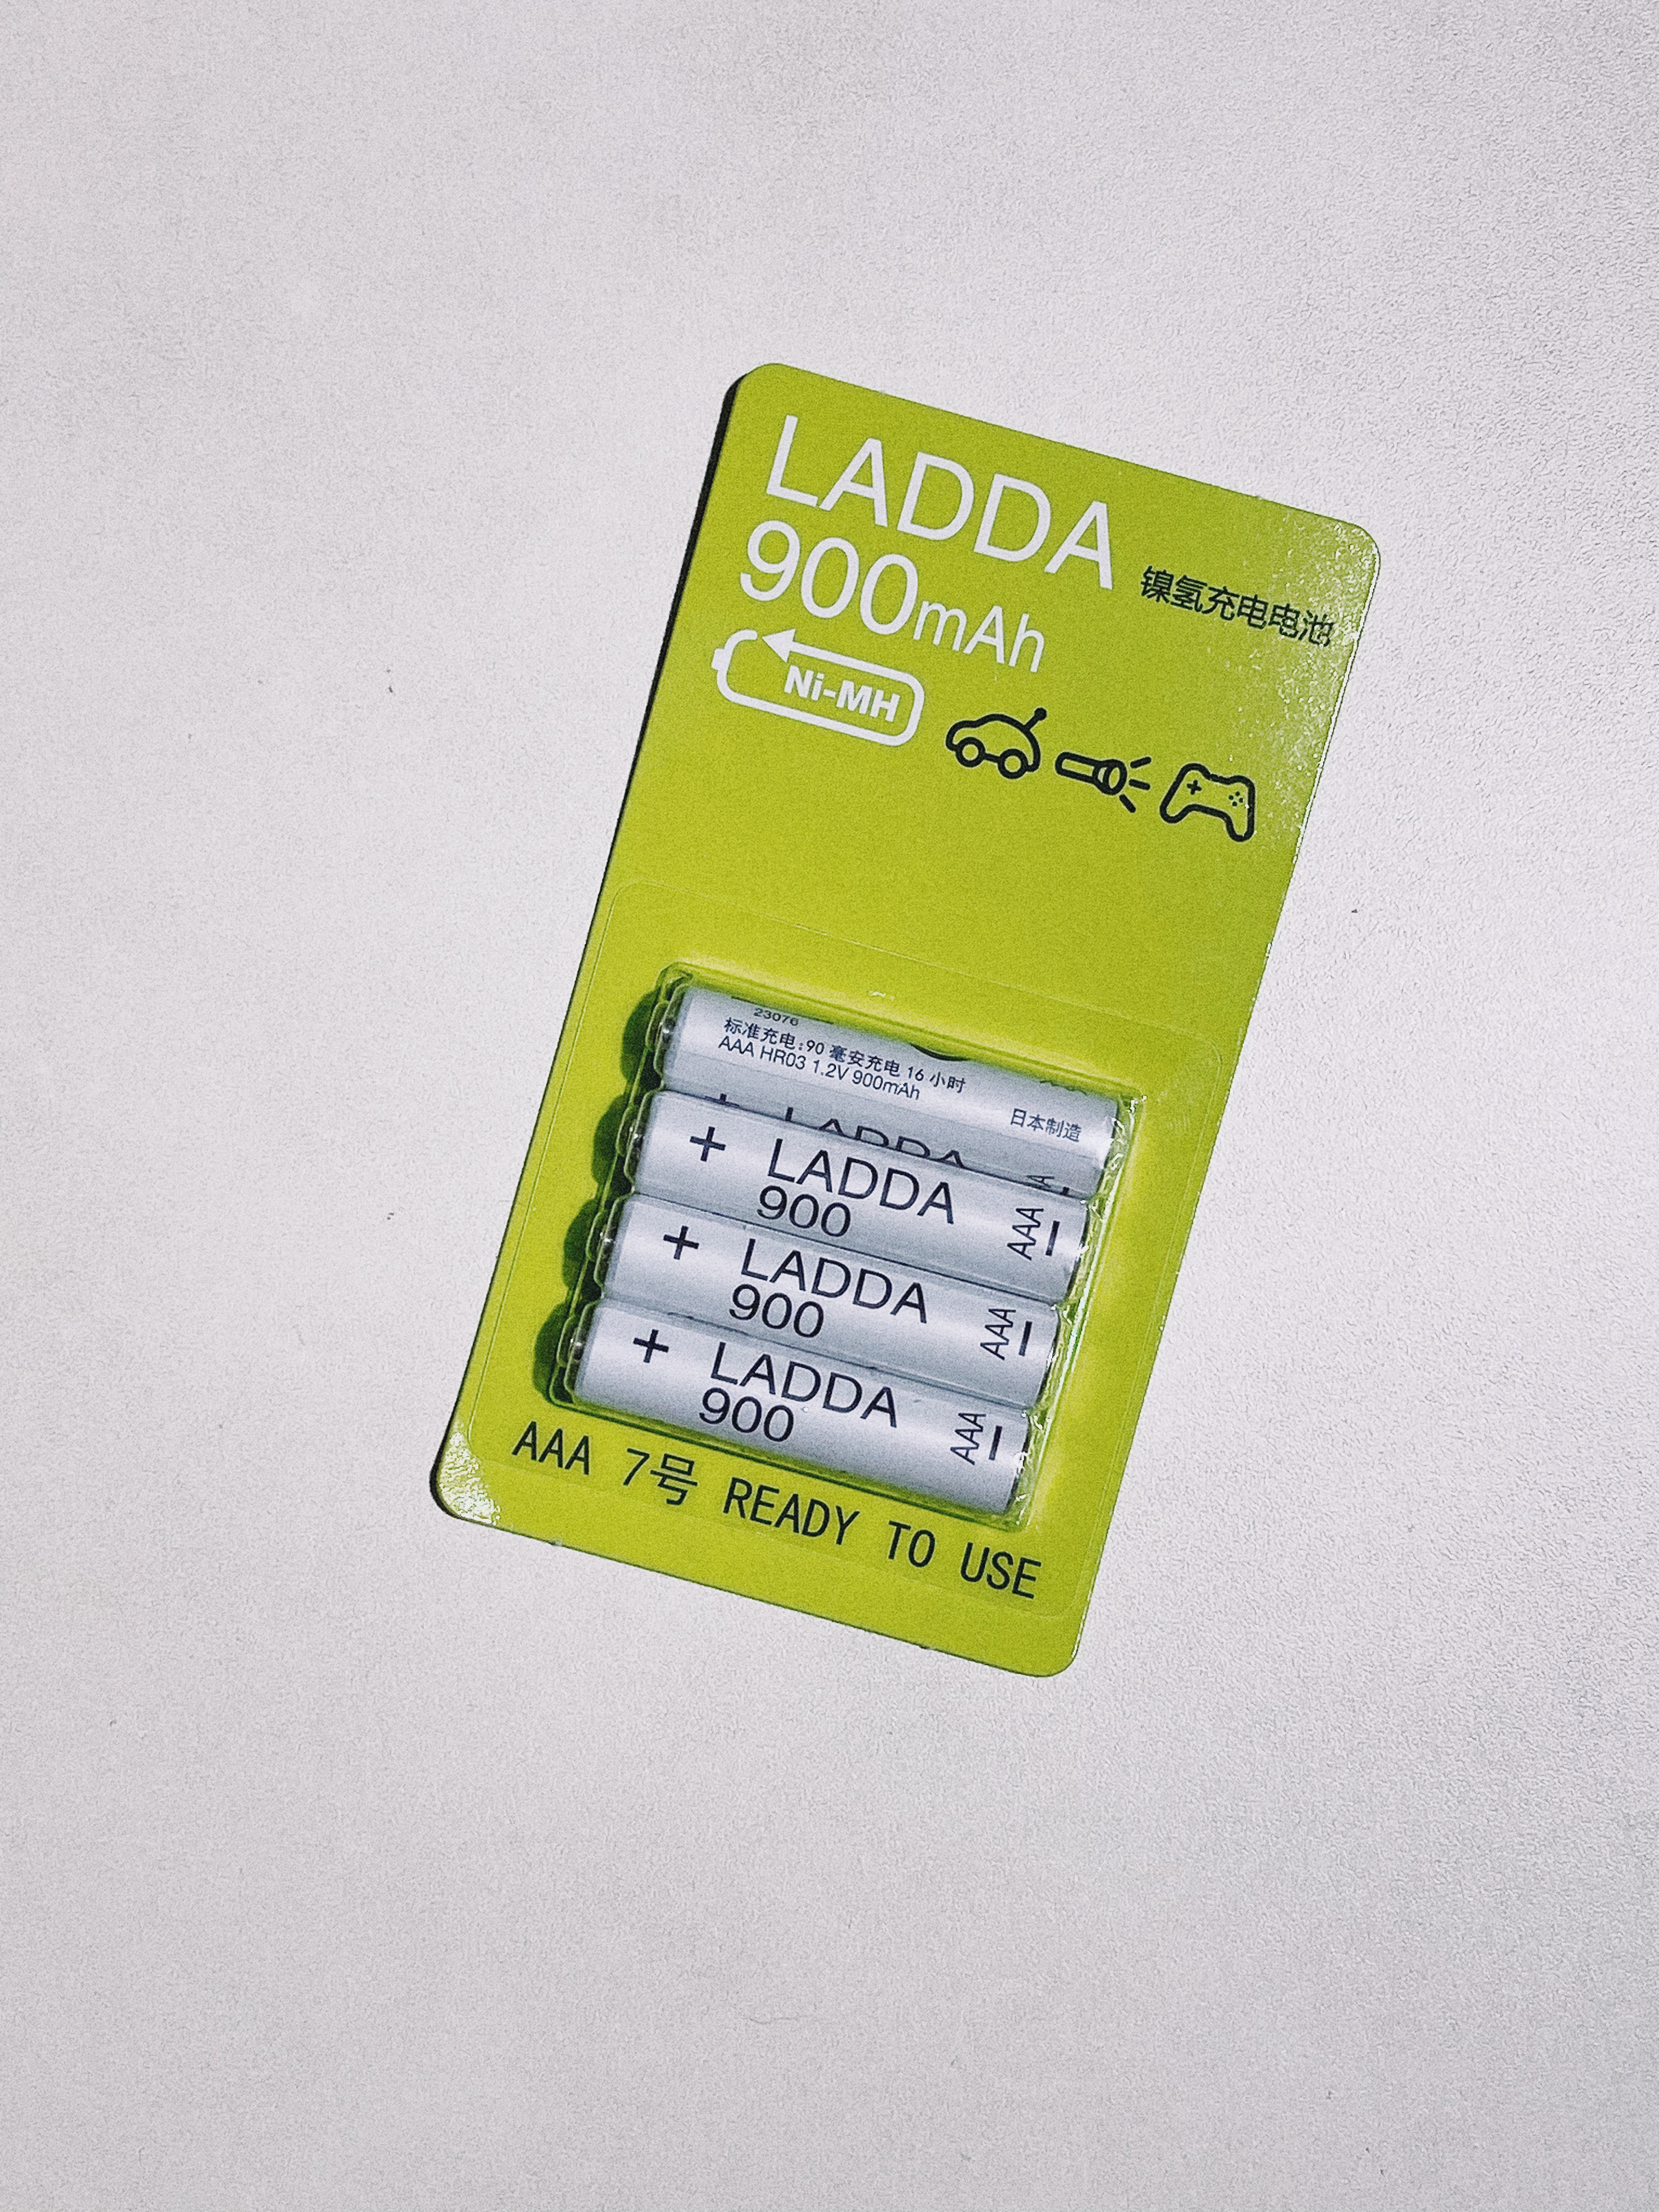 LADDA
镍氢充电电池
900mAh
Ni-MH
23076
标准充电:90 毫安充电 16 小时
AAA HR03 1.2V 900mAh
日本制造
LADDA
+ LADDA
900
AAA
+ LADDA
900
AAA
+ LADDA
900
AAA
AAA 7号 READY TO USE